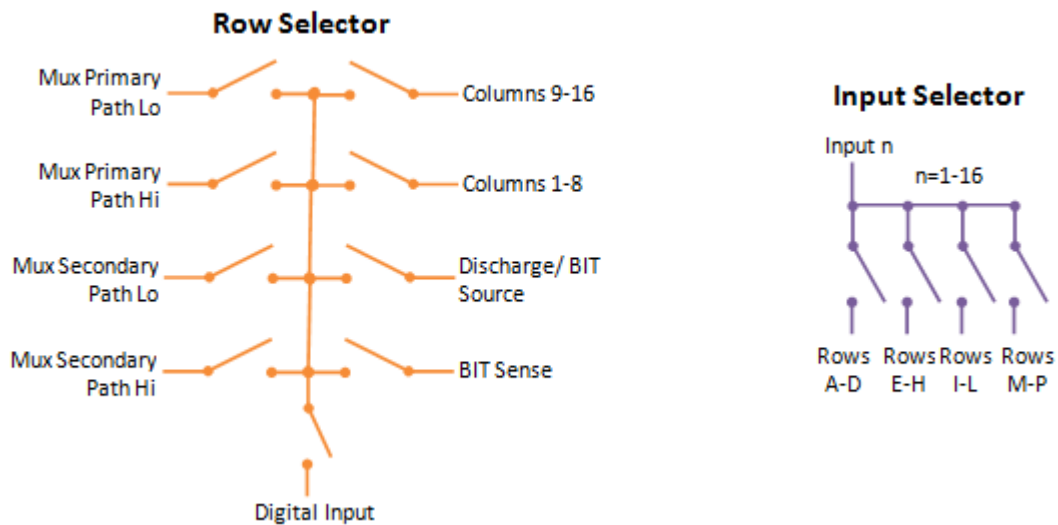 Row Selector
Mux Primary
Path Lo
Columns 9-16
Mux Primary
Path Hi
Columns 1-8
Mux Secondary
Path Lo
Discharge/ BIT
Source
Mux Secondary
Path Hi
BIT Sense
Digital Input
Input Selector
Input n
n=1-16
Rows Rows Rows Rows
A-D E-H I-L M-P